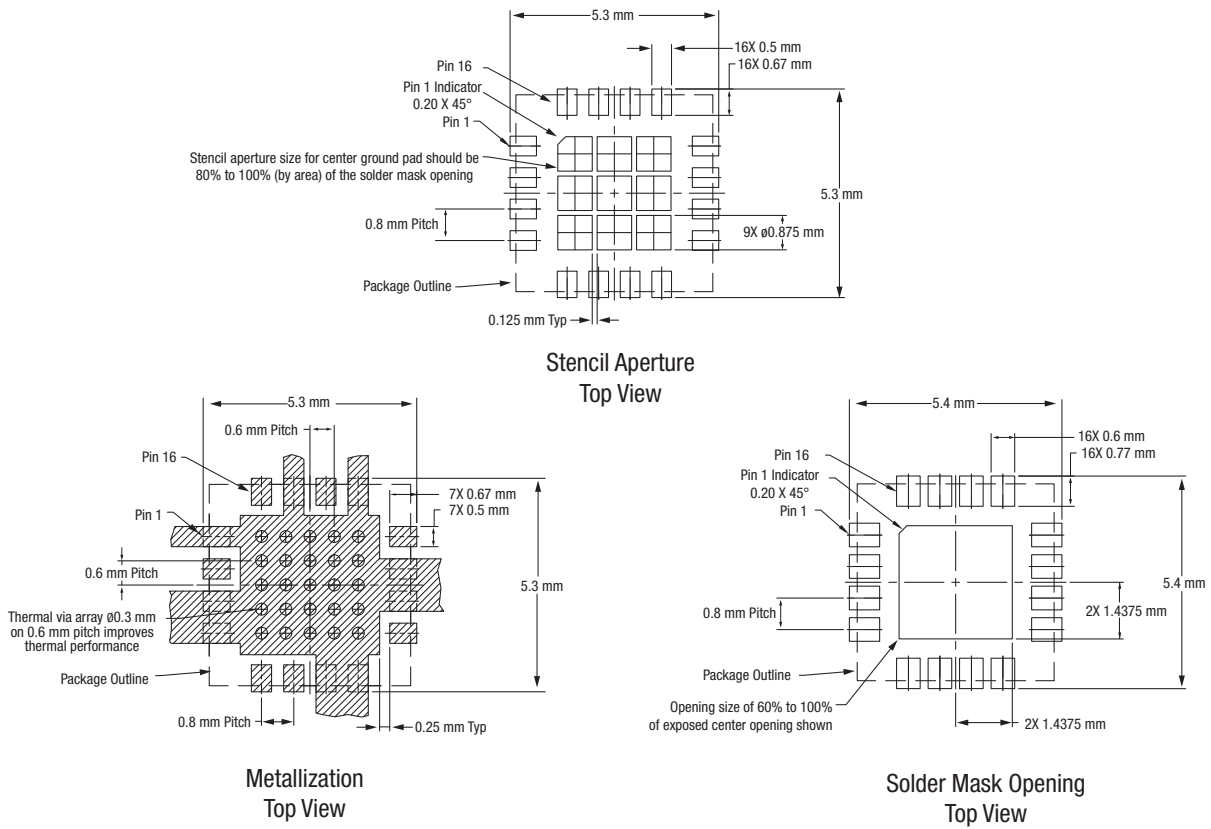 5.3 mm
16X 0.5 mm
16X 0.67 mm
Pin 16
Pin 1 Indicator
0.20 X 45°
Pin 1
Stencil aperture size for center ground pad should be
80% to 100% (by area) of the solder mask opening
5.3 mm
0.8 mm Pitch
9X ø0.875 mm
Package Outline
0.125 mm Typ
Stencil Aperture
Top View
5.3 mm
0.6 mm Pitch
Pin 16
7X 0.67 mm
7X 0.5 mm
Pin 1
0.6 mm Pitch
5.3 mm
Thermal via array ø0.3 mm
on 0.6 mm pitch improves
thermal performance
Package Outline
0.8 mm Pitch
0.25 mm Typ
Metallization
Top View
5.4 mm
16X 0.6 mm
16X 0.77 mm
Pin 16
Pin 1 Indicator
0.20 X 45°
Pin 1
5.4 mm
0.8 mm Pitch
2X 1.4375 mm
Package Outline
Opening size of 60% to 100%
of exposed center opening shown
2X 1.4375 mm
Solder Mask Opening
Top View